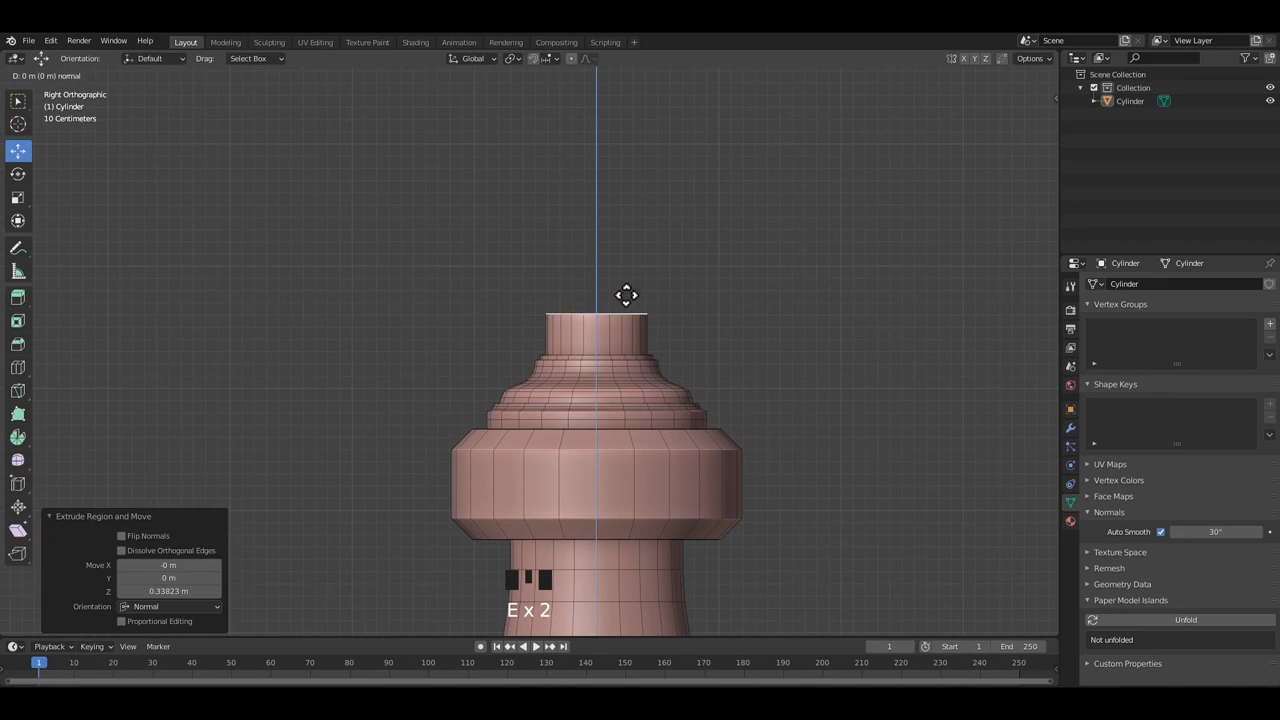 File Edit Render Window Help
Layout Modeling Sculpting UV Editing Texture Paint Shading Animation Rendering Compositing Scripting +
Scene
View Layer
Orientation: Default Drag: Select Box
Global
X Y Z Options
D: 0 m (0 m) normal
Right Orthographic
(1) Cylinder
10 Centimeters
Scene Collection
Collection
Cylinder
Cylinder Cylinder
Cylinder
Vertex Groups
Shape Keys
UV Maps
Vertex Colors
Face Maps
Normals
Auto Smooth 30°
Texture Space
Remesh
Geometry Data
Paper Model Islands
Unfold
Not unfolded
Custom Properties
Extrude Region and Move
Flip Normals
Dissolve Orthogonal Edges
Move X -0 m
Y 0 m
Z 0.33823 m
Orientation Normal
Proportional Editing
E x 2
Playback Keying View Marker
1 Start 1 End 250
1 10 20 30 40 50 60 70 80 90 100 110 120 130 140 150 160 170 180 190 200 210 220 230 240 250